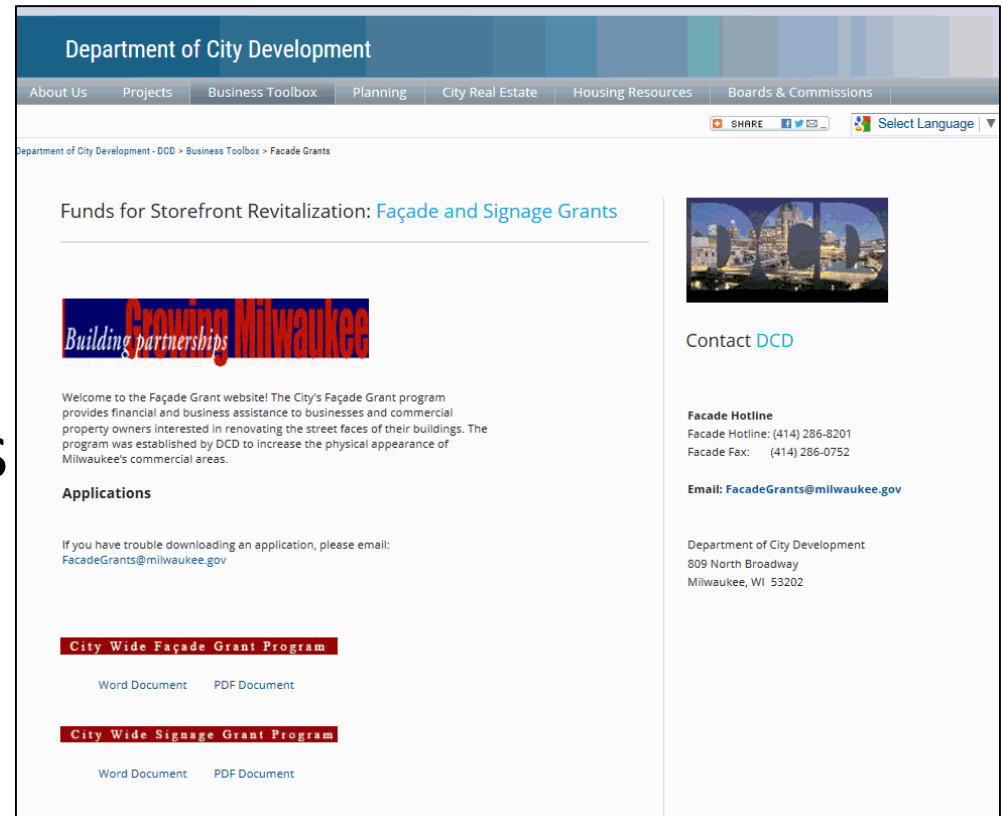 Department of City Development
About Us Projects Business Toolbox Planning City Real Estate Housing Resources Boards & Commissions
SHARE
Select Language ▼
Department of City Development - DCD > Business Toolbox > Facade Grants
Funds for Storefront Revitalization: Façade and Signage Grants
Growing Milwaukee
Building partnerships
Welcome to the Façade Grant website! The City's Façade Grant program
provides financial and business assistance to businesses and commercial
property owners interested in renovating the street faces of their buildings. The
program was established by DCD to increase the physical appearance of
Milwaukee's commercial areas.
Applications
If you have trouble downloading an application, please email:
FacadeGrants@milwaukee.gov
City Wide Façade Grant Program
Word Document PDF Document
City Wide Signage Grant Program
Word Document PDF Document
DCD
Contact DCD
Facade Hotline
Facade Hotline: (414) 286-8201
Facade Fax: (414) 286-0752
Email: FacadeGrants@milwaukee.gov
Department of City Development
809 North Broadway
Milwaukee, WI 53202
s